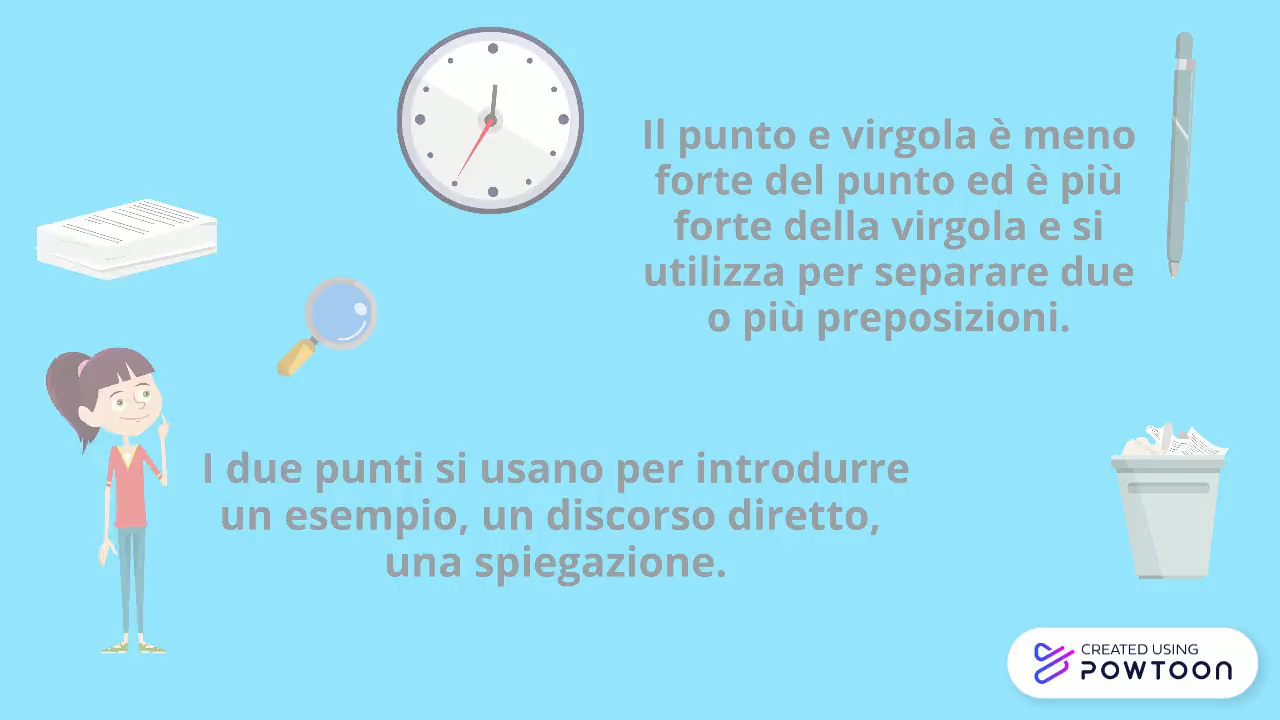 Il punto e virgola è meno
forte del punto ed è più
forte della virgola e si
utilizza per separare due
o più preposizioni.
I due punti si usano per introdurre
un esempio, un discorso diretto,
una spiegazione.
CREATED USING
POWTOON